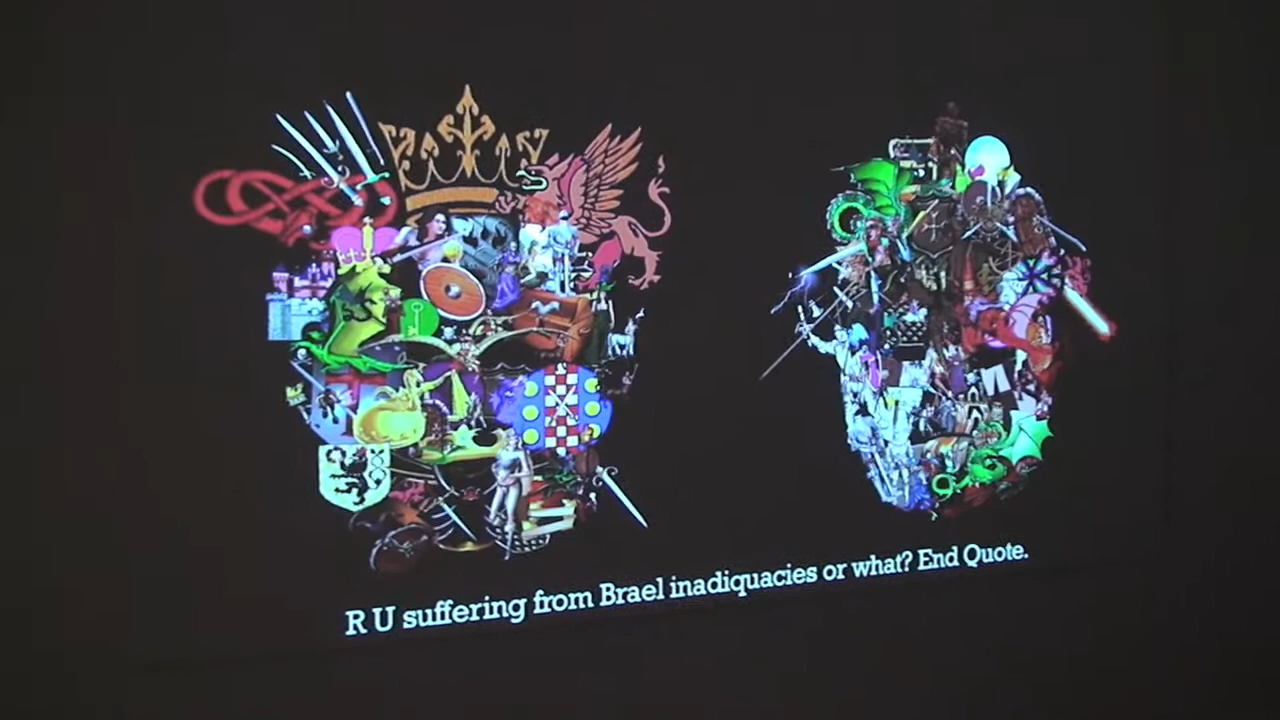 R U suffering from Brael inadiquacies or what? End Quote.